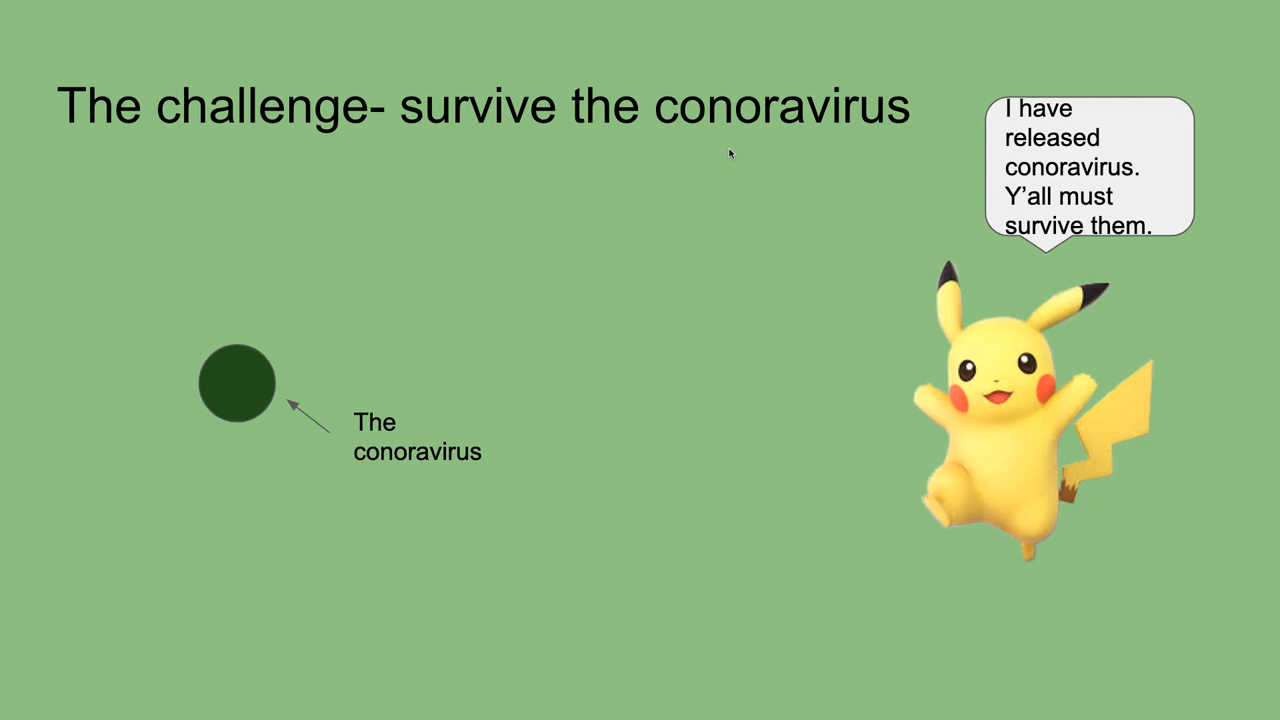 The challenge- survive the conoravirus
I have
released
conoravirus.
Y’all must
survive them.
The
conoravirus